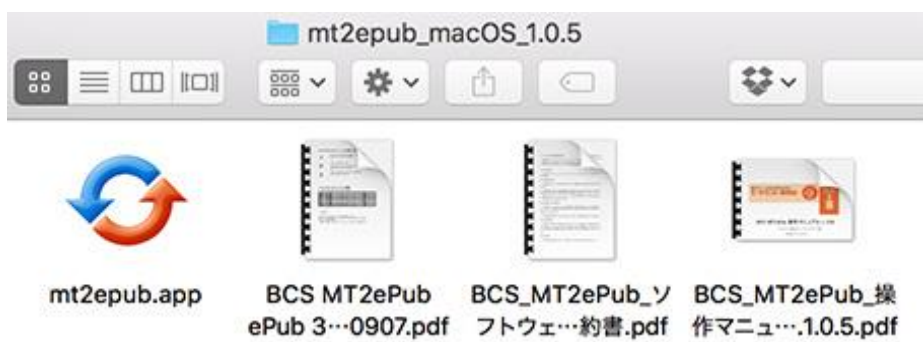 mt2epub_macOS_1.0.5
mt2epub.app
BCS MT2ePub
ePub 3…0907.pdf
BCS_MT2ePub_ソ
フトウェ…約書.pdf
BCS_MT2ePub_操
作マニュ….1.0.5.pdf